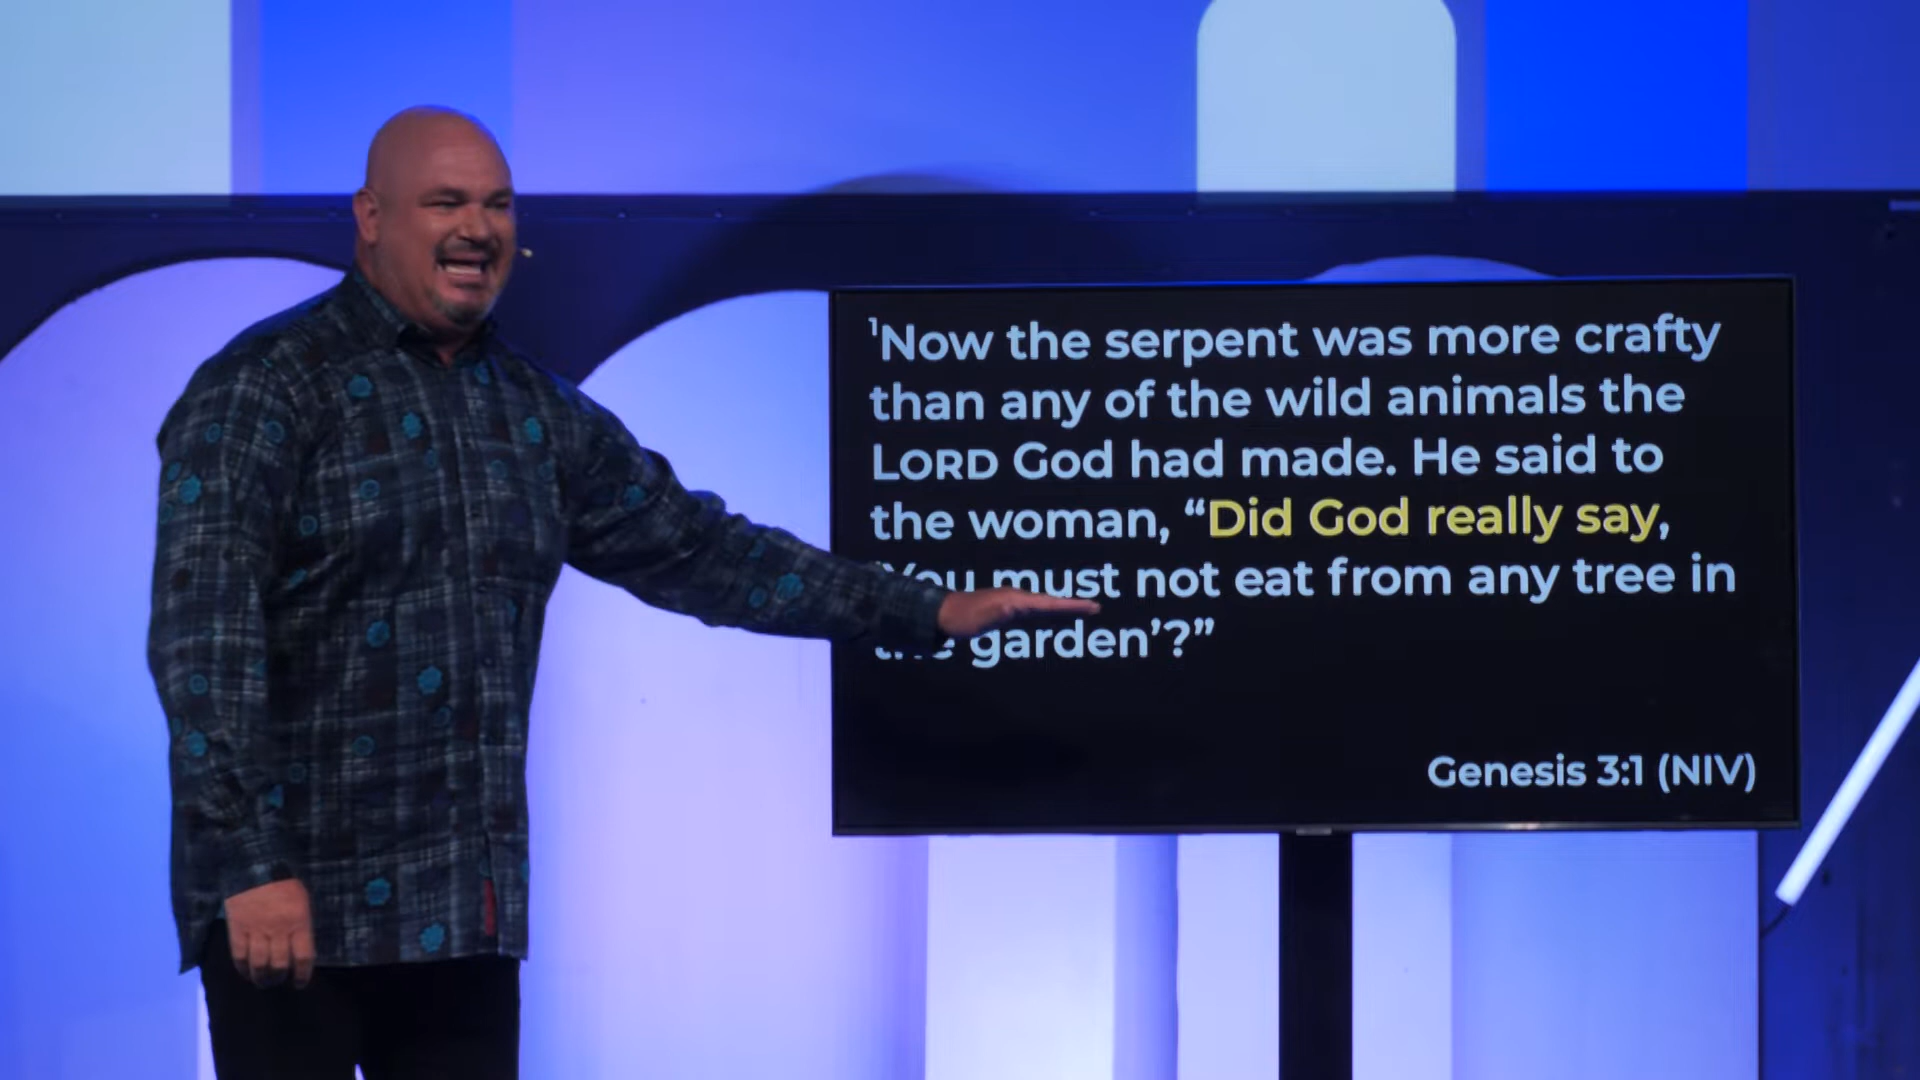 ¹Now the serpent was more crafty
than any of the wild animals the
LORD God had made. He said to
the woman, “Did God really say,
‘You must not eat from any tree in
the garden’?”
Genesis 3:1 (NIV)